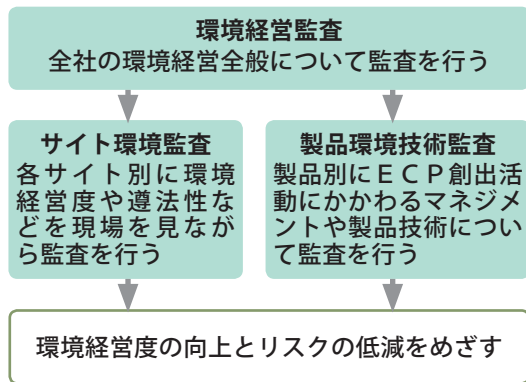 環境経営監査
全社の環境経営全般について監査を行う
サイト環境監査
各サイト別に環境
経営度や遵法性な
どを現場を見なが
ら監査を行う
製品環境技術監査
製品別にＥＣＰ創出活
動にかかわるマネジメ
ントや製品技術につい
て監査を行う
環境経営度の向上とリスクの低減をめざす